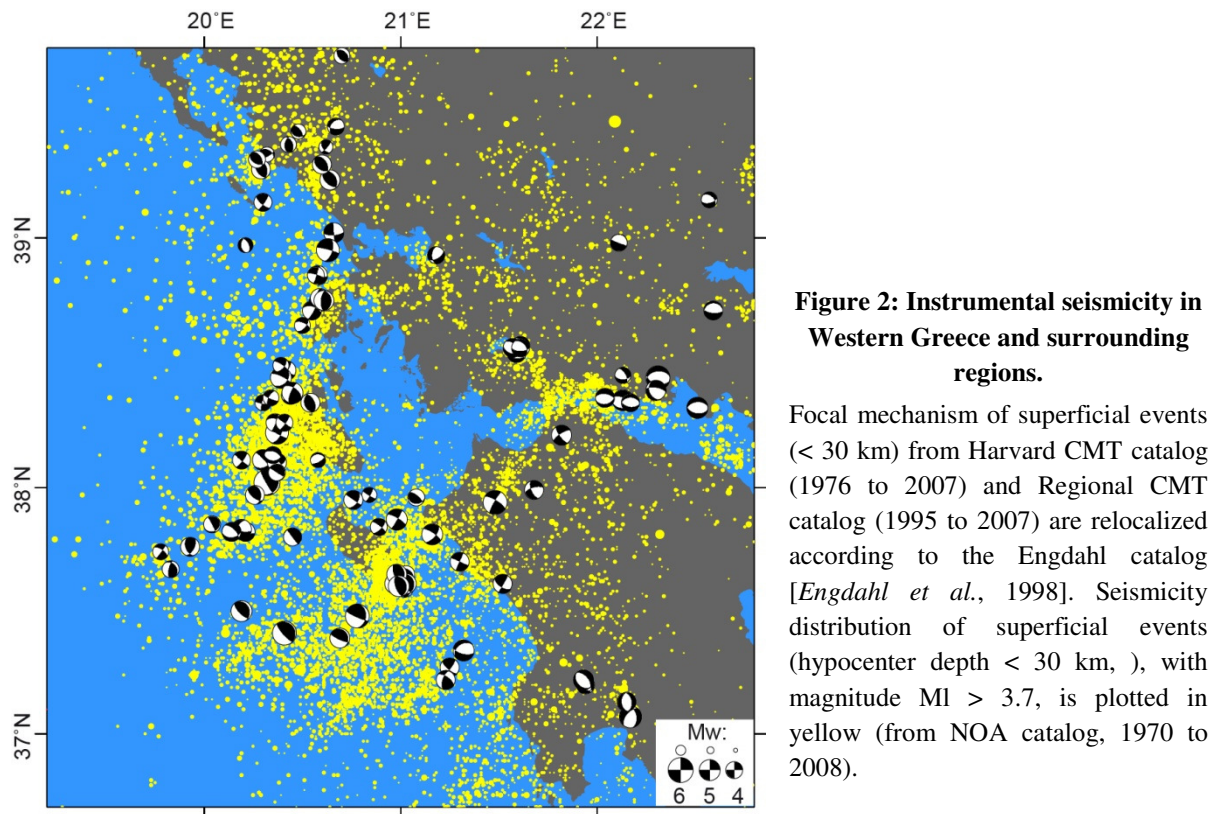 20°E 21°E 22°E
39°N
38°N
37°N
Mw:
6 5 4
Figure 2: Instrumental seismicity in
Western Greece and surrounding
regions.
Focal mechanism of superficial events
(< 30 km) from Harvard CMT catalog
(1976 to 2007) and Regional CMT
catalog (1995 to 2007) are relocalized
according to the Engdahl catalog
[Engdahl et al., 1998]. Seismicity
distribution of superficial events
(hypocenter depth < 30 km, ), with
magnitude Ml > 3.7, is plotted in
yellow (from NOA catalog, 1970 to
2008).